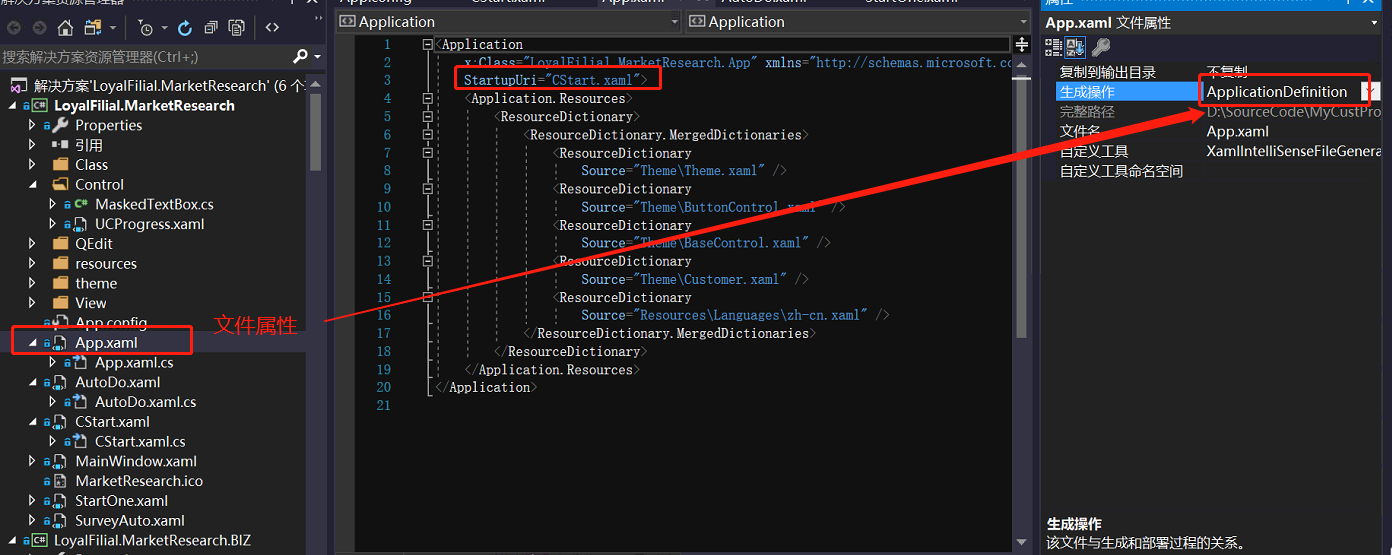 解决方案资源管理器
搜索解决方案资源管理器(Ctrl+;)
解决方案'LoyalFilial.MarketResearch' (6 个
LoyalFilial.MarketResearch
Properties
引用
Class
Control
MaskedTextBox.cs
UCProgress.xaml
QEdit
resources
theme
View
App.config
App.xaml
App.xaml.cs
AutoDo.xaml
AutoDo.xaml.cs
CStart.xaml
CStart.xaml.cs
MainWindow.xaml
MarketResearch.ico
StartOne.xaml
SurveyAuto.xaml
LoyalFilial.MarketResearch.BIZ
文件属性
App.config App.xaml AutoDo.xaml StartOne.xaml
Application Application
1 <Application
2 x:Class="LoyalFilial.MarketResearch.App" xmlns="http://schemas.microsoft.co
3 StartupUri="CStart.xaml">
4 <Application.Resources>
5 <ResourceDictionary>
6 <ResourceDictionary.MergedDictionaries>
7 <ResourceDictionary
8 Source="Theme\Theme.xaml" />
9 <ResourceDictionary
10 Source="Theme\ButtonControl.xaml" />
11 <ResourceDictionary
12 Source="Theme\BaseControl.xaml" />
13 <ResourceDictionary
14 Source="Theme\Customer.xaml" />
15 <ResourceDictionary
16 Source="Resources\Languages\zh-cn.xaml" />
17 </ResourceDictionary.MergedDictionaries>
18 </ResourceDictionary>
19 </Application.Resources>
20 </Application>
21
属性
App.xaml 文件属性
复制到输出目录 不复制
生成操作 ApplicationDefinition
完整路径 D:\SourceCode\MyCustPro
文件名 App.xaml
自定义工具 XamlIntelliSenseFileGenera
自定义工具命名空间
生成操作
该文件与生成和部署过程的关系。